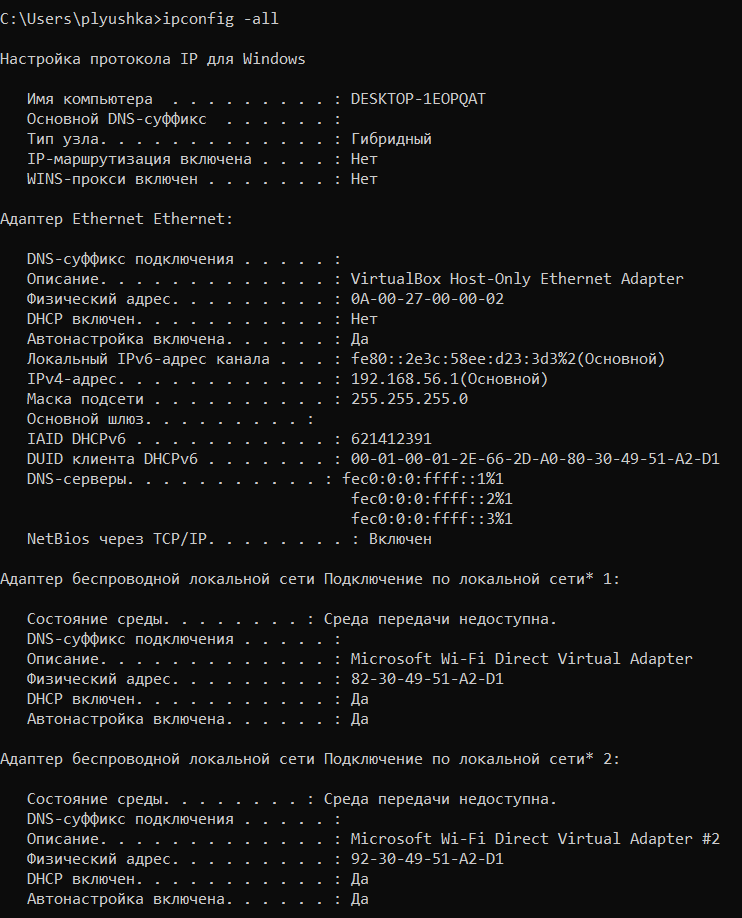 C:\Users\plyushka>ipconfig -all
Настройка протокола IP для Windows
Имя компьютера  . . . . . . . . . : DESKTOP-1EOPQAT
Основной DNS-суффикс  . . . . . . :
Тип узла. . . . . . . . . . . . . : Гибридный
IP-маршрутизация включена . . . . : Нет
WINS-прокси включен . . . . . . . : Нет
Адаптер Ethernet Ethernet:
DNS-суффикс подключения . . . . . :
Описание. . . . . . . . . . . . . : VirtualBox Host-Only Ethernet Adapter
Физический адрес. . . . . . . . . : 0A-00-27-00-00-02
DHCP включен. . . . . . . . . . . : Нет
Автонастройка включена. . . . . . : Да
Локальный IPv6-адрес канала . . . : fe80::2e3c:58ee:d23:3d3%2(Основной)
IPv4-адрес. . . . . . . . . . . . : 192.168.56.1(Основной)
Маска подсети . . . . . . . . . . : 255.255.255.0
Основной шлюз. . . . . . . . . :
IAID DHCPv6 . . . . . . . . . . . : 621412391
DUID клиента DHCPv6 . . . . . . . : 00-01-00-01-2E-66-2D-A0-80-30-49-51-A2-D1
DNS-серверы. . . . . . . . . . . : fec0:0:0:ffff::1%1
fec0:0:0:ffff::2%1
fec0:0:0:ffff::3%1
NetBios через TCP/IP. . . . . . . . : Включен
Адаптер беспроводной локальной сети Подключение по локальной сети* 1:
Состояние среды. . . . . . . . : Среда передачи недоступна.
DNS-суффикс подключения . . . . . :
Описание. . . . . . . . . . . . . : Microsoft Wi-Fi Direct Virtual Adapter
Физический адрес. . . . . . . . . : 82-30-49-51-A2-D1
DHCP включен. . . . . . . . . . . : Да
Автонастройка включена. . . . . . : Да
Адаптер беспроводной локальной сети Подключение по локальной сети* 2:
Состояние среды. . . . . . . . : Среда передачи недоступна.
DNS-суффикс подключения . . . . . :
Описание. . . . . . . . . . . . . : Microsoft Wi-Fi Direct Virtual Adapter #2
Физический адрес. . . . . . . . . : 92-30-49-51-A2-D1
DHCP включен. . . . . . . . . . . : Да
Автонастройка включена. . . . . . : Да